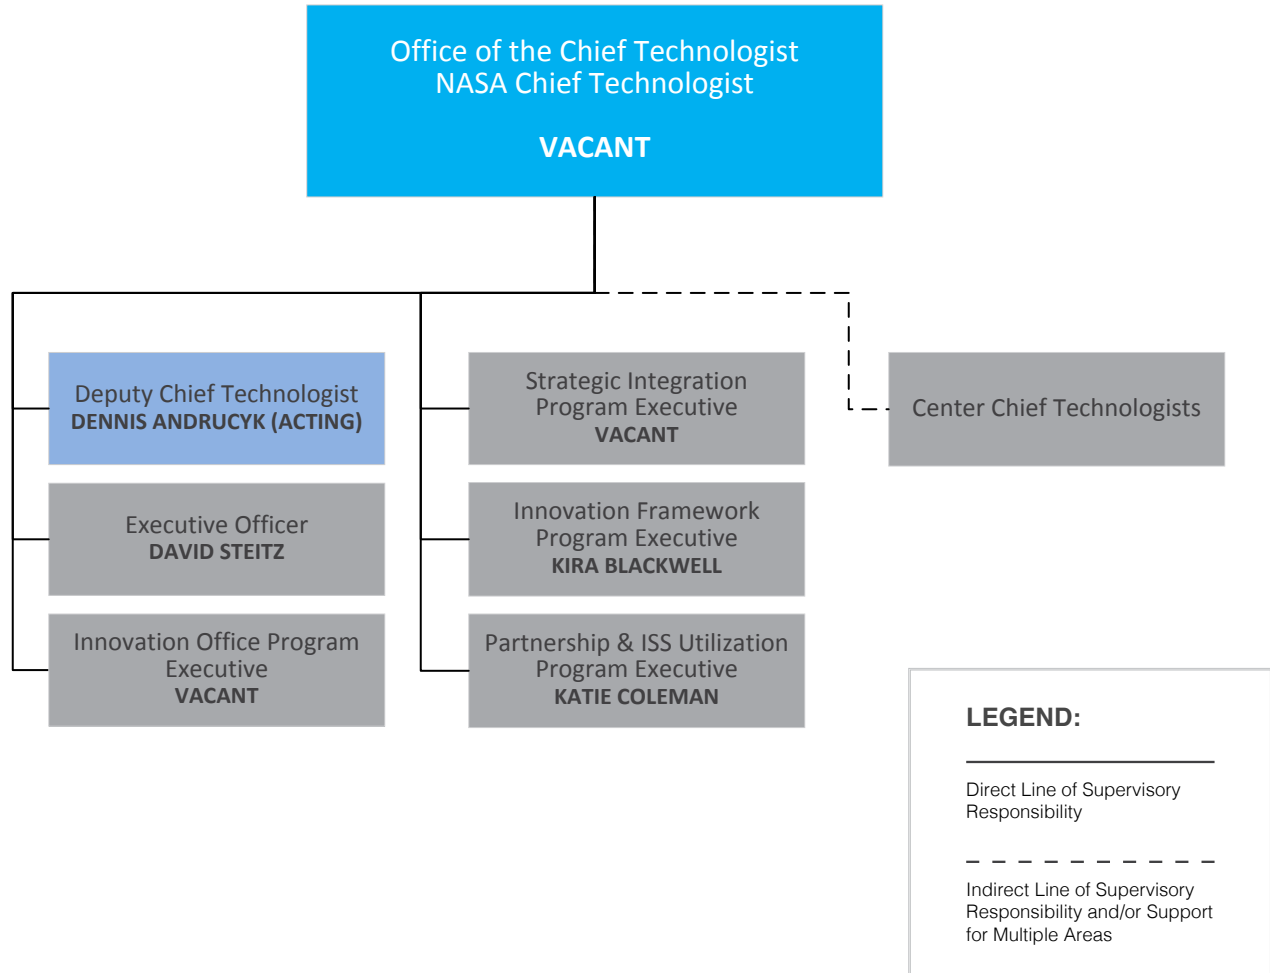 Office of the Chief Technologist
NASA Chief Technologist
VACANT
Deputy Chief Technologist
DENNIS ANDRUCYK (ACTING)
Executive Officer
DAVID STEITZ
Innovation Office Program
Executive
VACANT
Strategic Integration
Program Executive
VACANT
Innovation Framework
Program Executive
KIRA BLACKWELL
Partnership & ISS Utilization
Program Executive
KATIE COLEMAN
Center Chief Technologists
LEGEND:
Direct Line of Supervisory
Responsibility
Indirect Line of Supervisory
Responsibility and/or Support
for Multiple Areas